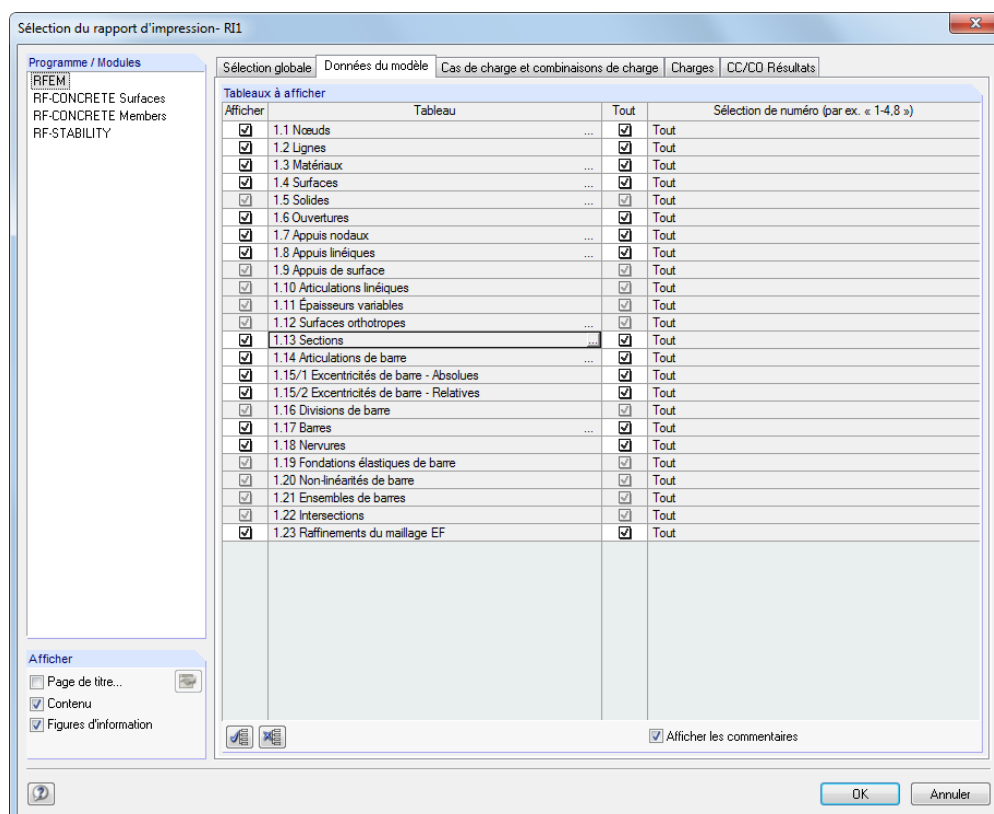 Sélection du rapport d'impression- RI1
Programme / Modules
RFEM
RF-CONCRETE Surfaces
RF-CONCRETE Members
RF-STABILITY
Sélection globale Données du modèle Cas de charge et combinaisons de charge Charges CC/CO Résultats
Tableaux à afficher
Afficher Tableau Tout Sélection de numéro (par ex. « 1-4,8 »)
1.1 Nœuds ... Tout
1.2 Lignes Tout
1.3 Matériaux ... Tout
1.4 Surfaces ... Tout
1.5 Solides ... Tout
1.6 Ouvertures Tout
1.7 Appuis nodaux ... Tout
1.8 Appuis linéiques ... Tout
1.9 Appuis de surface Tout
1.10 Articulations linéiques Tout
1.11 Épaisseurs variables Tout
1.12 Surfaces orthotropes ... Tout
1.13 Sections ... Tout
1.14 Articulations de barre ... Tout
1.15/1 Excentricités de barre - Absolues Tout
1.15/2 Excentricités de barre - Relatives Tout
1.16 Divisions de barre Tout
1.17 Barres ... Tout
1.18 Nervures Tout
1.19 Fondations élastiques de barre Tout
1.20 Non-linéarités de barre Tout
1.21 Ensembles de barres Tout
1.22 Intersections Tout
1.23 Raffinements du maillage EF Tout
Afficher
Page de titre...
Contenu
Figures d'information
Afficher les commentaires
OK Annuler